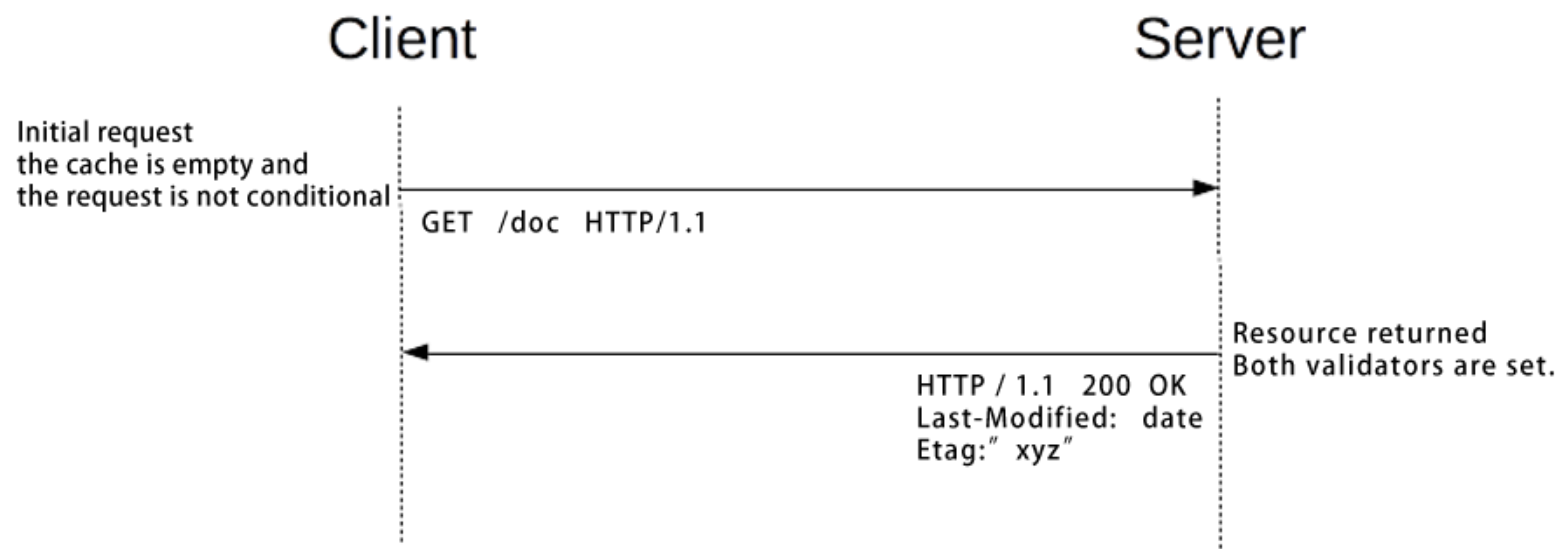 Client
Server
Initial request
the cache is empty and
the request is not conditional
GET /doc HTTP/1.1
Resource returned
Both validators are set.
HTTP / 1.1 200 OK
Last-Modified: date
Etag:" xyz"